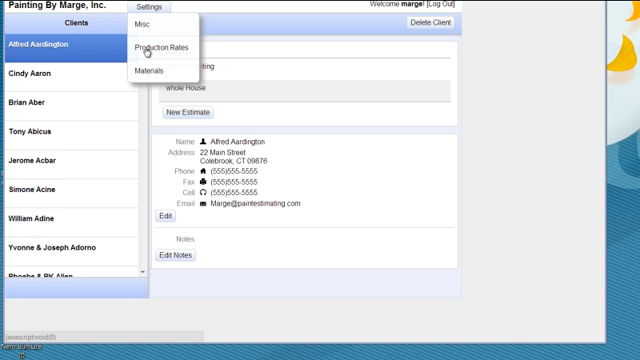 Painting By Marge, Inc.
Settings
Welcome marge! [Log Out]
Clients
Misc
Delete Client
Alfred Aardington
Production Rates
Cindy Aaron
Materials
whole House
Brian Aber
New Estimate
Tony Abicus
Jerome Acbar
Simone Acine
William Adine
Yvonne & Joseph Adorno
Phoebe & PK Allen
Name Alfred Aardington
Address 22 Main Street
Colebrook, CT 09876
Phone (555)555-5555
Fax (555)555-5555
Cell (555)555-5555
Email Marge@paintestimating.com
Edit
Notes
Edit Notes
javascript:void(0)